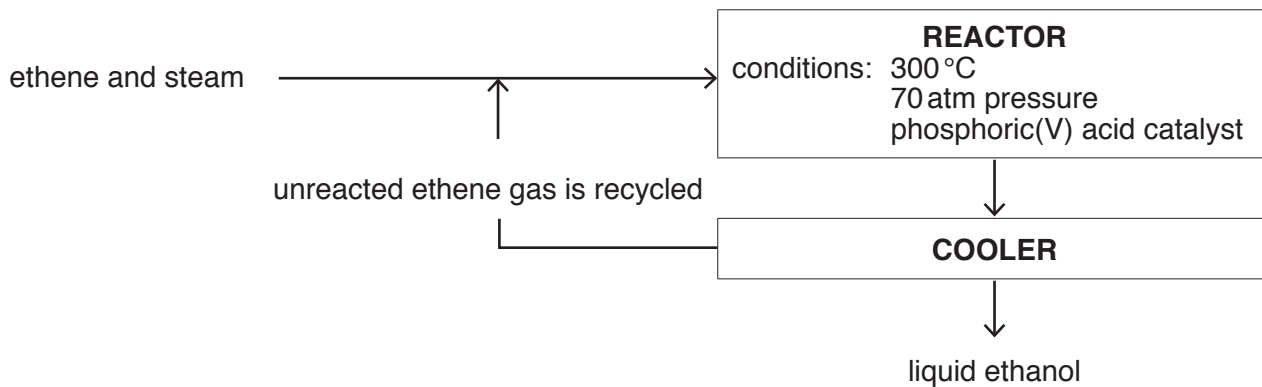 REACTOR
ethene and steam
conditions: 300 °C
70 atm pressure
phosphoric(V) acid catalyst
unreacted ethene gas is recycled
COOLER
liquid ethanol